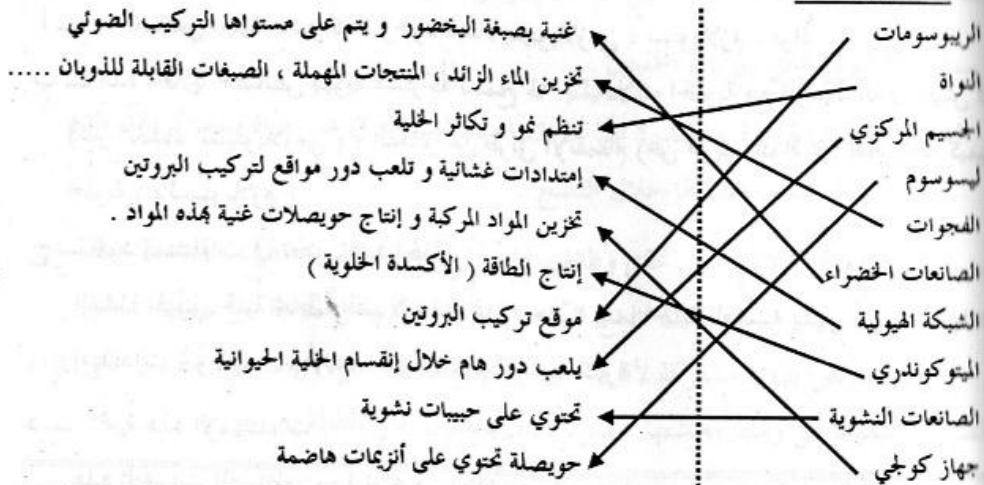 الريبوسومات
غنية بصبغة اليخضور و يتم على مستواها التركيب الضوئي
النواة
تخزين الماء الزائد ، المنتجات المهملة ، الصبغات القابلة للذوبان .....
الجسيم المركزي
تنظم نمو و تكاثر الخلية
ليسوسوم
إمتدادات غشائية و تلعب دور مواقع لتركيب البروتين
الفجوات
تخزين المواد المركبة و إنتاج حويصلات غنية بهذه المواد .
الصانعات الخضراء
إنتاج الطاقة ( الأكسدة الخلوية )
الشبكة الهيولية
موقع تركيب البروتين
الميتوكوندري
يلعب دور هام خلال إنقسام الخلية الحيوانية
الصانعات النشوية
تحتوي على حبيبات نشوية
جهاز كولجي
حويصلة تحتوي على أنزيمات هاضمة